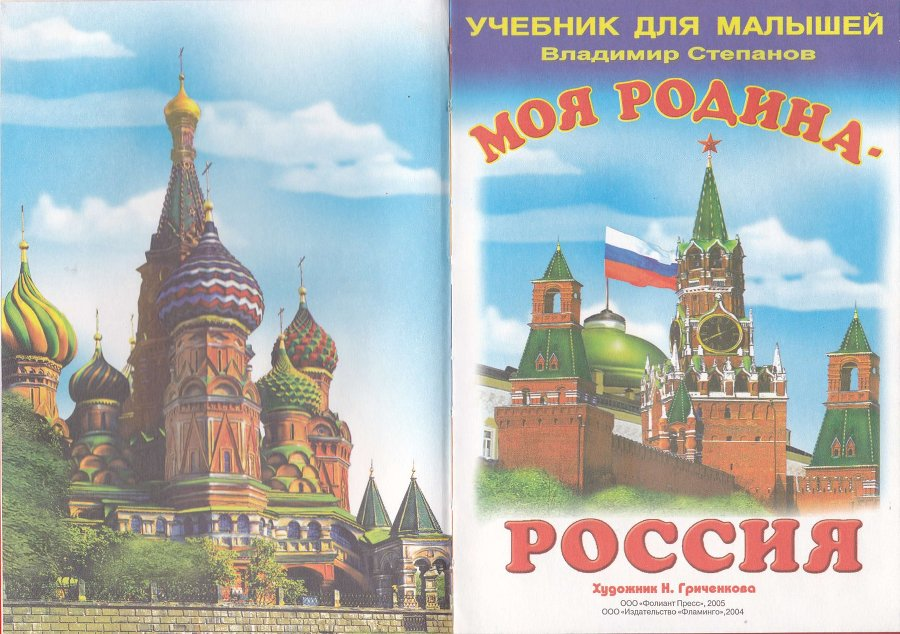 УЧЕБНИК ДЛЯ МАЛЫШЕЙ
Владимир Степанов
МОЯ РОДИНА-
РОССИЯ
Художник Н. Гриченкова
ООО «Фолиант Пресс», 2005
ООО «Издательство «Фламинго», 2004